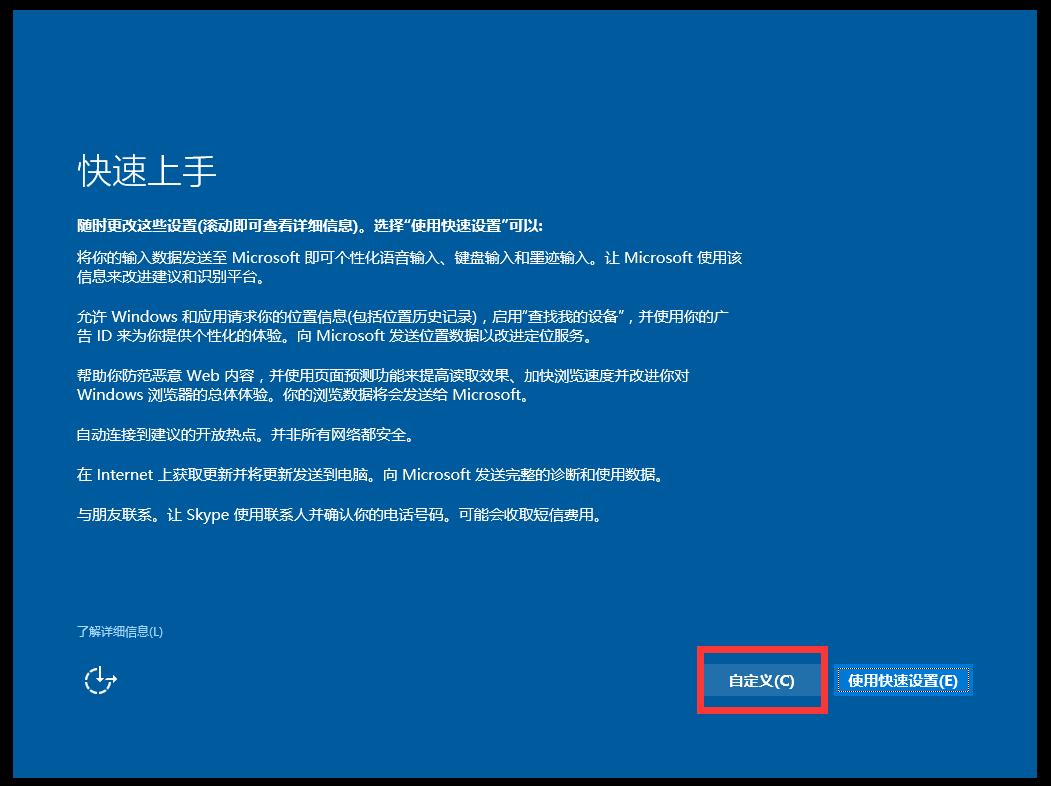 快速上手
随时更改这些设置(滚动即可查看详细信息)。选择“使用快速设置”可以:
将你的输入数据发送至 Microsoft 即可个性化语音输入、键盘输入和墨迹输入。让 Microsoft 使用该
信息来改进建议和识别平台。
允许 Windows 和应用请求你的位置信息(包括位置历史记录)，启用“查找我的设备”，并使用你的广
告 ID 来为你提供个性化的体验。向 Microsoft 发送位置数据以改进定位服务。
帮助你防范恶意 Web 内容，并使用页面预测功能来提高读取效果、加快浏览速度并改进你对
Windows 浏览器的总体体验。你的浏览数据将会发送给 Microsoft。
自动连接到建议的开放热点。并非所有网络都安全。
在 Internet 上获取更新并将更新发送到电脑。向 Microsoft 发送完整的诊断和使用数据。
与朋友联系。让 Skype 使用联系人并确认你的电话号码。可能会收取短信费用。
了解详细信息(L)
自定义(C)
使用快速设置(E)